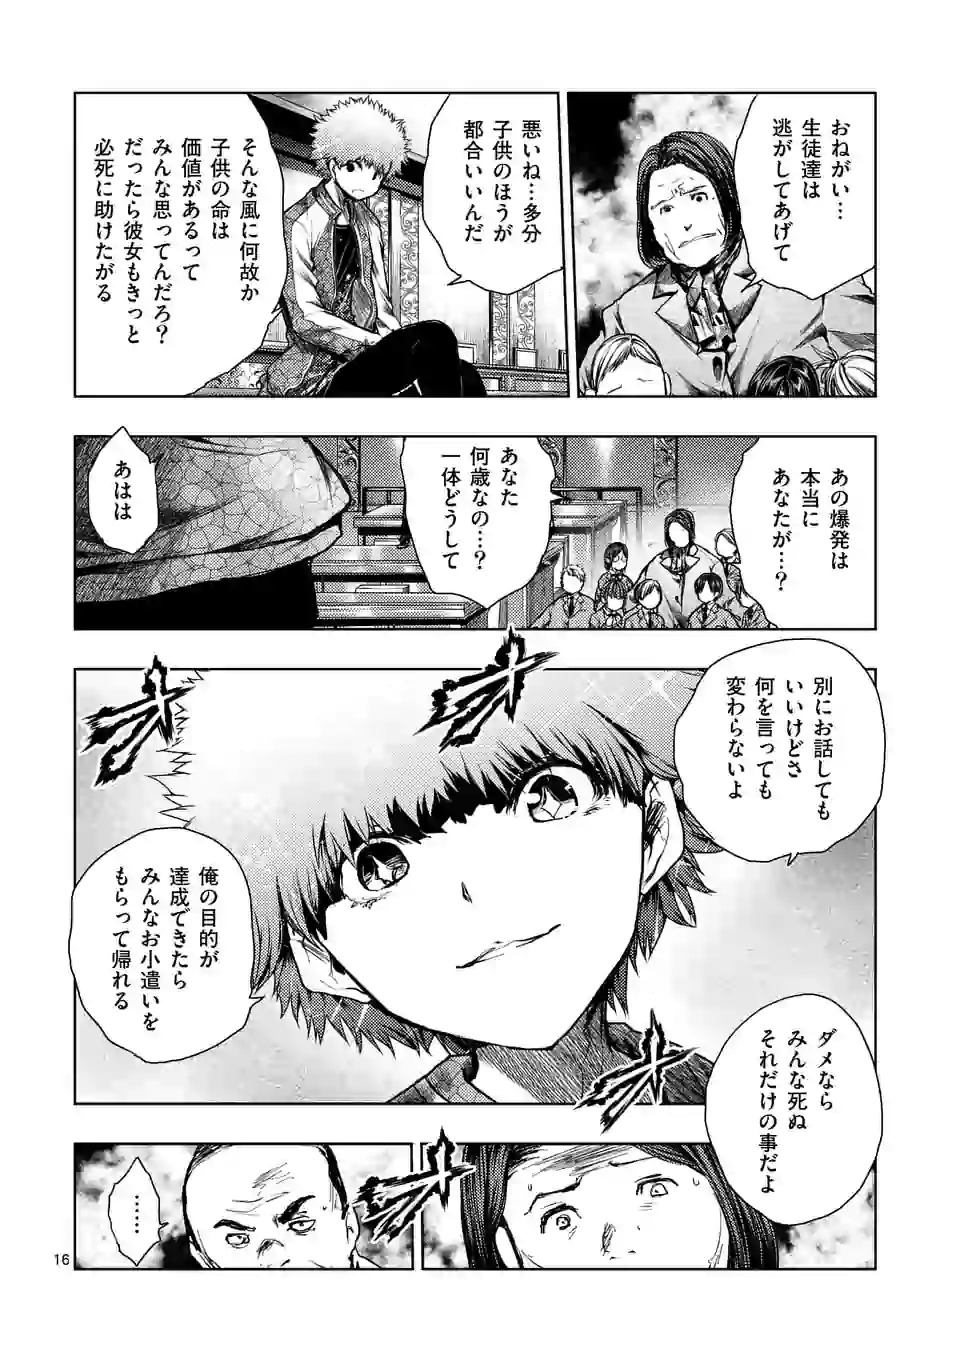 おねがい…
生徒達は
逃がしてあげて
悪いね…多分
子供のほうが
都合いいんだ
そんな風に何故か
子供の命は
価値があるって
みんな思ってんだろ?
だったら彼女もきっと
必死に助けたがる
あの爆発は
本当に
あなたが…?
あなた
何歳なの…?
一体どうして
あはは
別にお話しても
いいけどさ
何を言っても
変わらないよ
オ
オ
俺の目的が
達成できたら
みんなお小遣いを
もらって帰れる
ダメなら
みんな死ぬ
それだけの事だよ
オ
オ
……
16